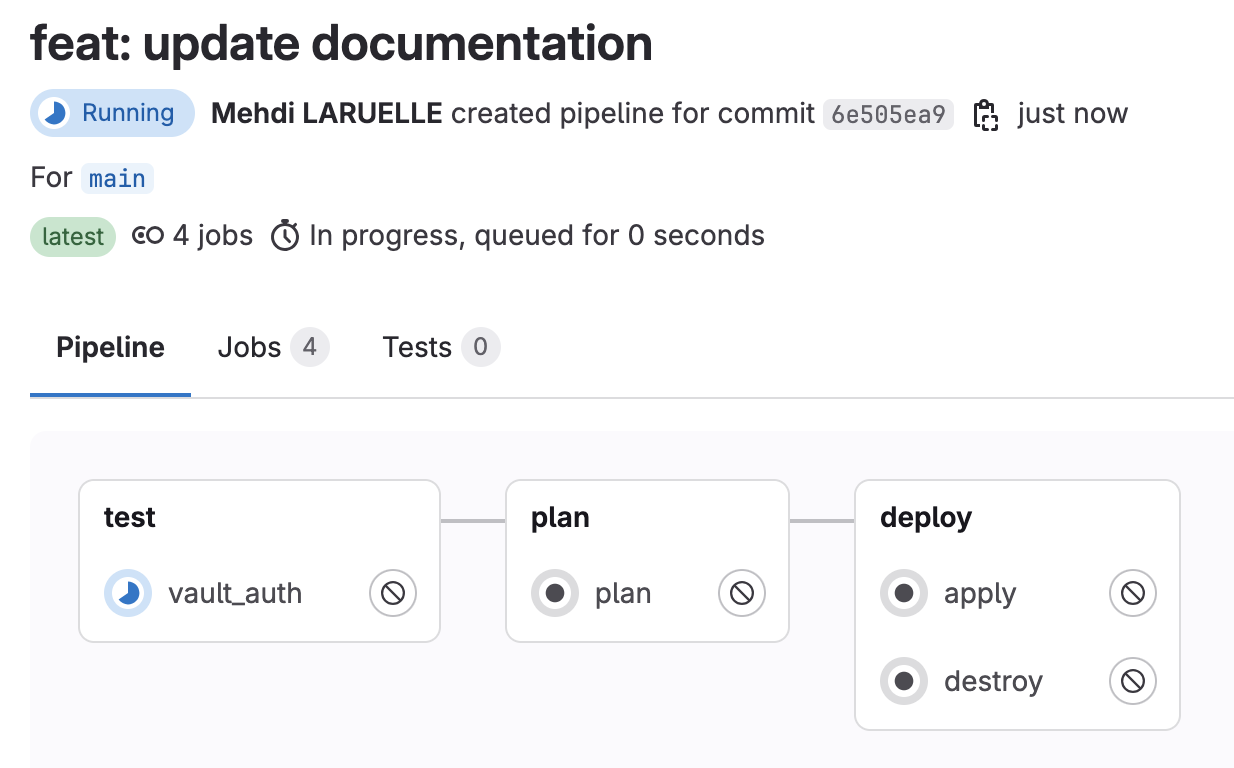 feat: update documentation
Running Mehdi LARUELLE created pipeline for commit 6e505ea9 just now
For main
latest 4 jobs In progress, queued for 0 seconds
Pipeline Jobs 4 Tests 0
test plan deploy
vault_auth plan apply
destroy